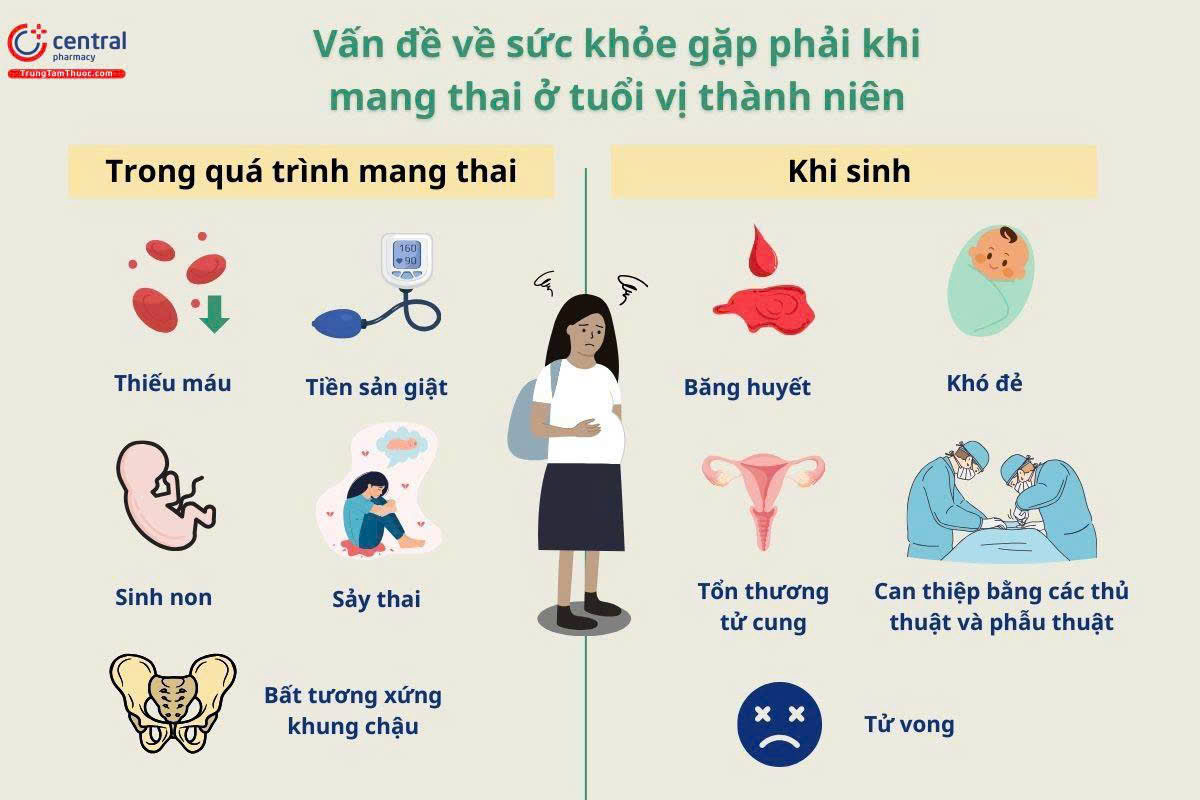 central
pharmacy
TrungTamThuoc.com
Vấn đề về sức khỏe gặp phải khi
mang thai ở tuổi vị thành niên
Trong quá trình mang thai
160
90
Thiếu máu
Tiền sản giật
Sinh non
Sảy thai
Bất tương xứng
khung chậu
Khi sinh
Băng huyết
Khó đẻ
Tổn thương
tử cung
Can thiệp bằng các thủ
thuật và phẫu thuật
Tử vong